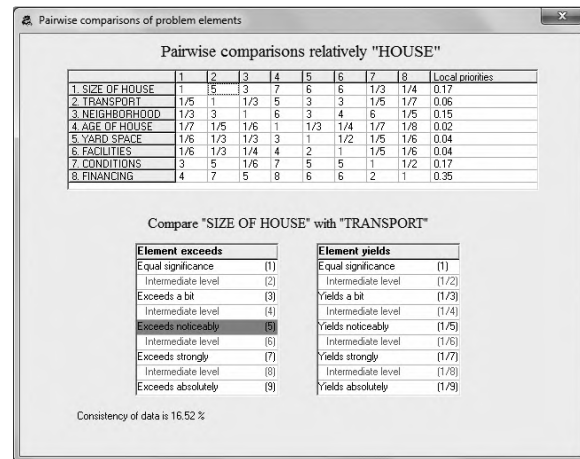 Pairwise comparisons of problem elements
x
Pairwise comparisons relatively "HOUSE"
1 2 3 4 5 6 7 8 Local priorities
1. SIZE OF HOUSE 1 5 3 7 6 6 1/3 1/4 0.17
2. TRANSPORT 1/5 1 1/3 5 3 3 1/5 1/7 0.06
3. NEIGHBORHOOD 1/3 3 1 6 3 4 6 1/5 0.15
4. AGE OF HOUSE 1/7 1/5 1/6 1 1/3 1/4 1/7 1/8 0.02
5. YARD SPACE 1/6 1/3 1/3 3 1 1/2 1/5 1/6 0.04
6. FACILITIES 1/6 1/3 1/4 4 2 1 1/5 1/6 0.04
7. CONDITIONS 3 5 1/6 7 5 5 1 1/2 0.17
8. FINANCING 4 7 5 8 6 6 2 1 0.35
Compare "SIZE OF HOUSE" with "TRANSPORT"
Element exceeds
Equal significance (1)
Intermediate level (2)
Exceeds a bit (3)
Intermediate level (4)
Exceeds noticeably (5)
Intermediate level (6)
Exceeds strongly (7)
Intermediate level (8)
Exceeds absolutely (9)
Element yields
Equal significance (1)
Intermediate level (1/2)
Yields a bit (1/3)
Intermediate level (1/4)
Yields noticeably (1/5)
Intermediate level (1/6)
Yields strongly (1/7)
Intermediate level (1/8)
Yields absolutely (1/9)
Consistency of data is 16.52 %